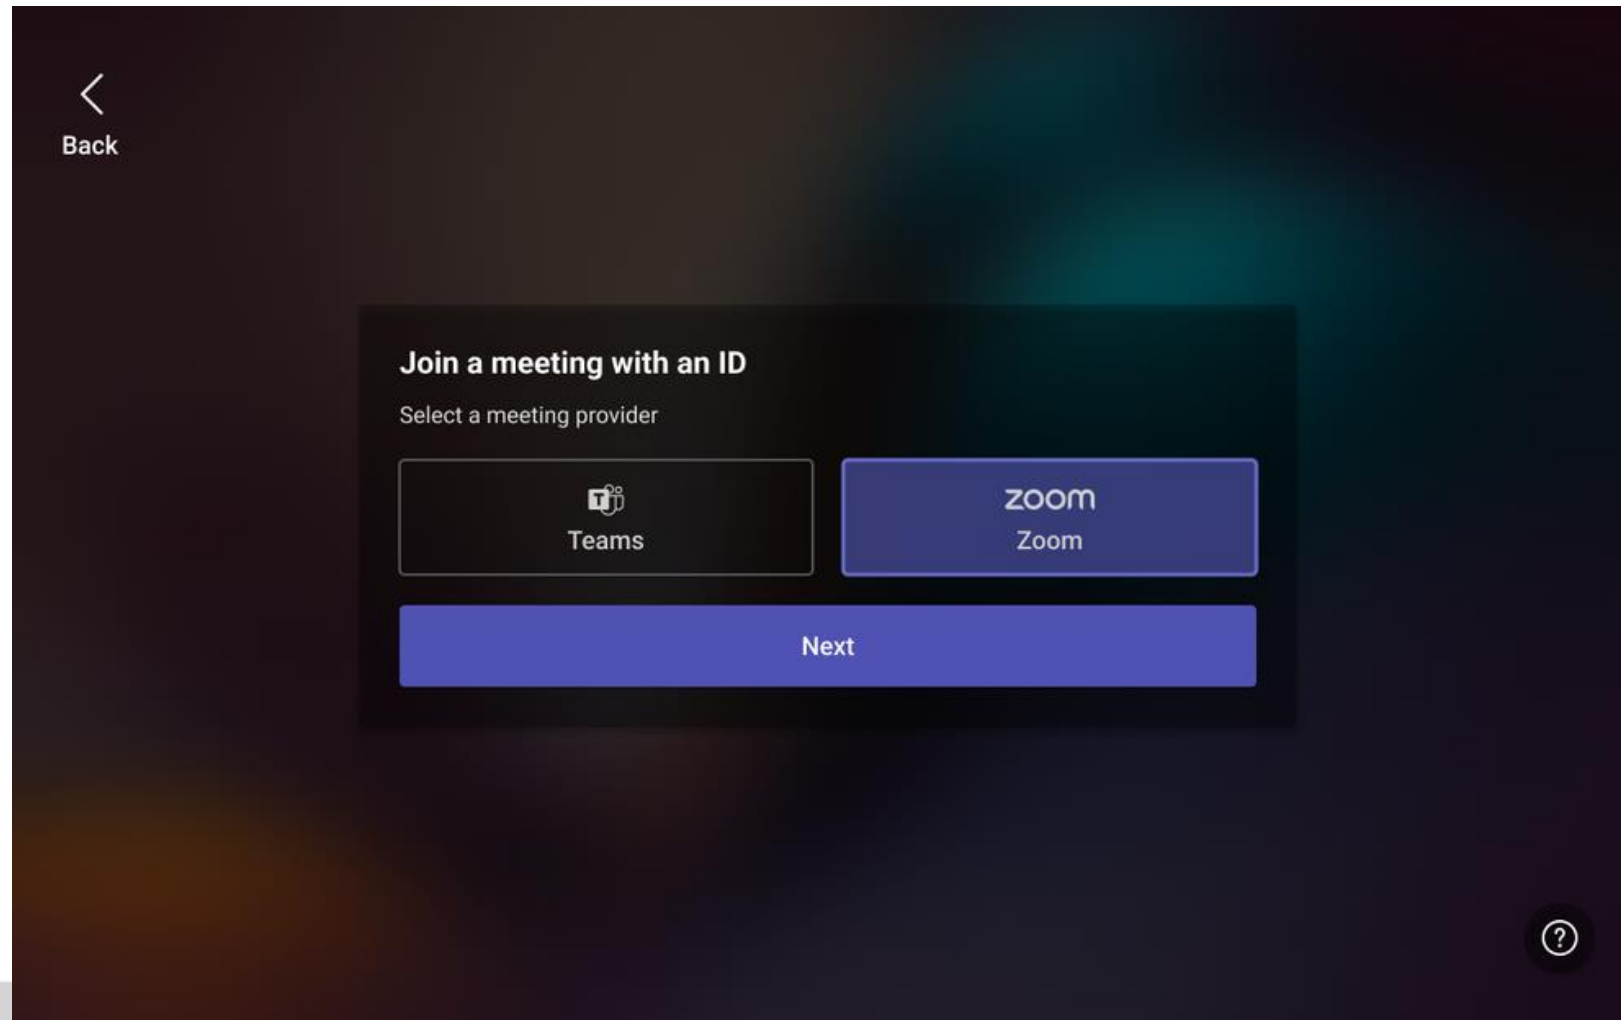 Back
Join a meeting with an ID
Select a meeting provider
T
Teams
zoom
Zoom
Next
?